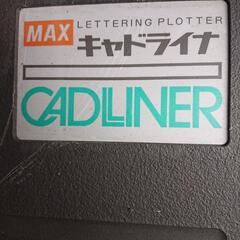 MAX LETTERING PLOTTER
キャドライナ
CADLINER